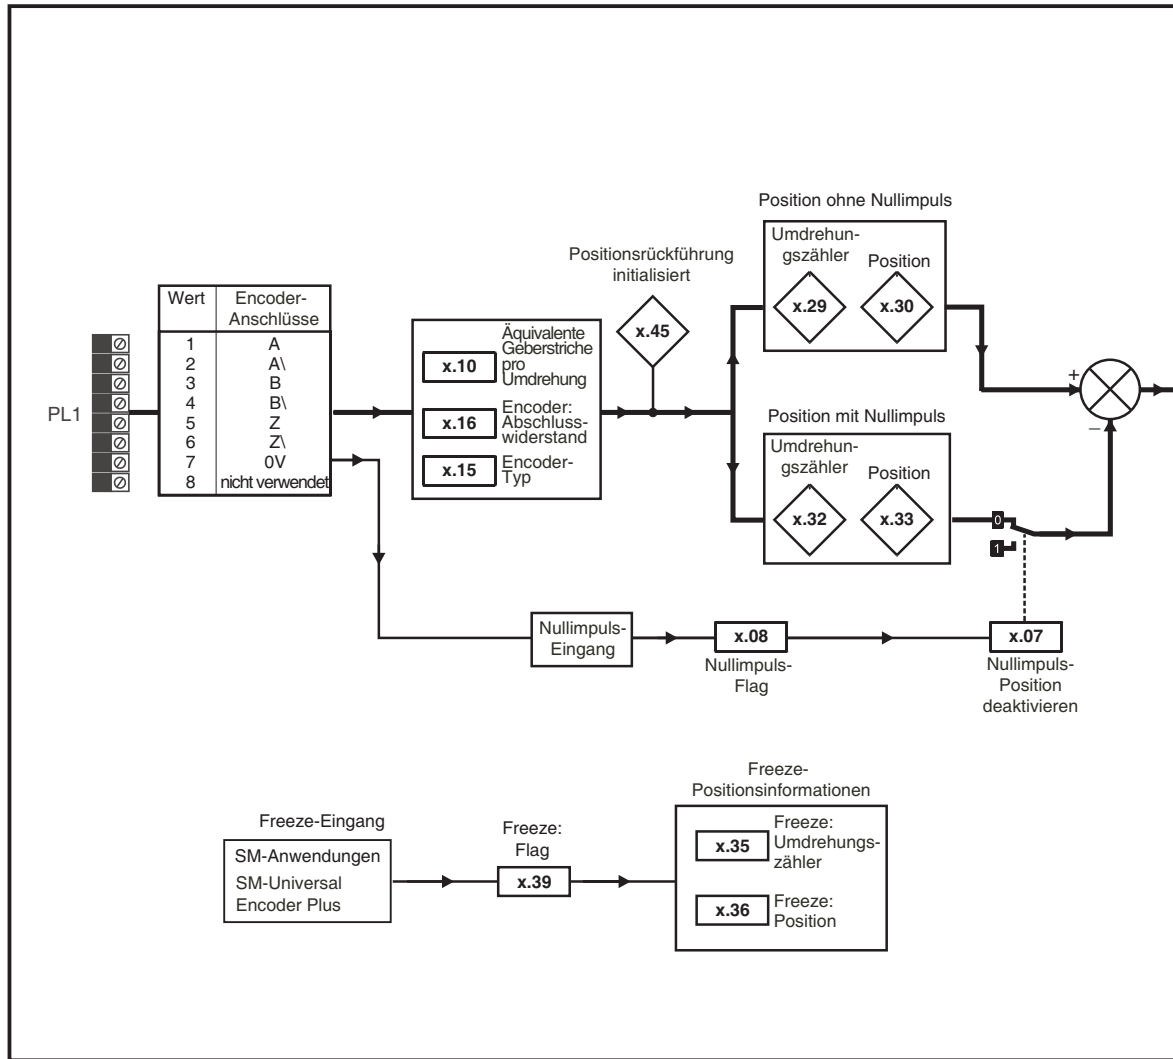 Position ohne Nullimpuls
Umdrehun-
gszähler
Position
x.29
x.30
Positionsrückführung
initialisiert
x.45
Wert
Encoder-
Anschlüsse
1 A
2 A\
3 B
4 B\
5 Z
6 Z\
7 0V
8 nicht verwendet
PL1
x.10
Äquivalente
Geberstriche
pro
Umdrehung
x.16
Encoder:
Abschluss-
widerstand
x.15
Encoder-
Typ
+
−
Position mit Nullimpuls
Umdrehun-
gszähler
Position
x.32
x.33
0
1
Nullimpuls-
Eingang
x.08
Nullimpuls-
Flag
x.07
Nullimpuls-
Position
deaktivieren
Freeze-Eingang
SM-Anwendungen
SM-Universal
Encoder Plus
Freeze:
Flag
x.39
Freeze-
Positionsinformationen
x.35
Freeze:
Umdrehungs-
zähler
x.36
Freeze:
Position